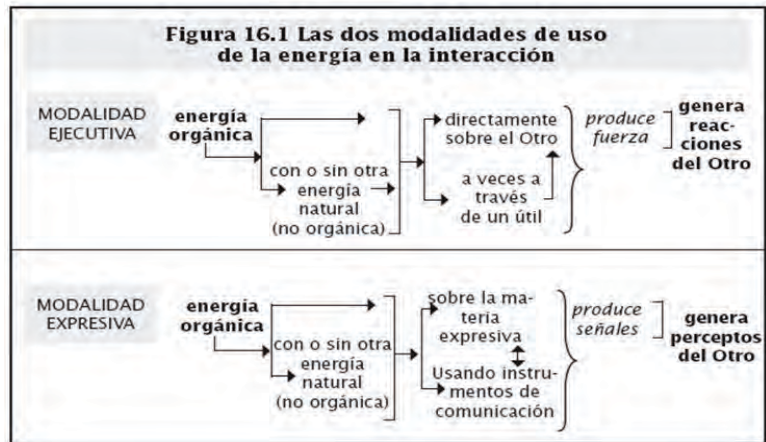 Figura 16.1 Las dos modalidades de uso
de la energía en la interacción
MODALIDAD
EJECUTIVA
energía
orgánica
con o sin otra
energía
natural
(no orgánica)
directamente
sobre el Otro
a veces a
través
de un útil
produce
fuerza
genera
reac-
ciones
del Otro
MODALIDAD
EXPRESIVA
energía
orgánica
con o sin otra
energía
natural
(no orgánica)
sobre la ma-
teria
expresiva
Usando instru-
mentos de
comunicación
produce
señales
genera
perceptos
del Otro